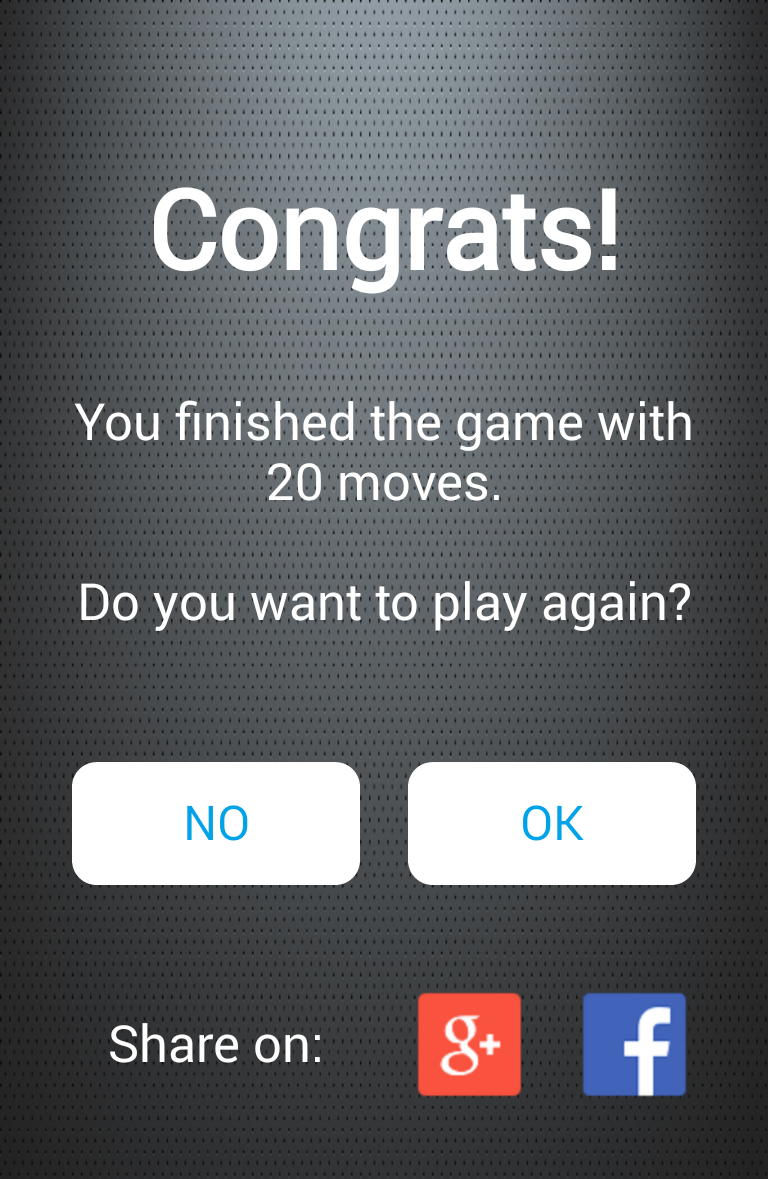 Congrats!
You finished the game with
20 moves.
Do you want to play again?
NO OK
Share on: g+ f